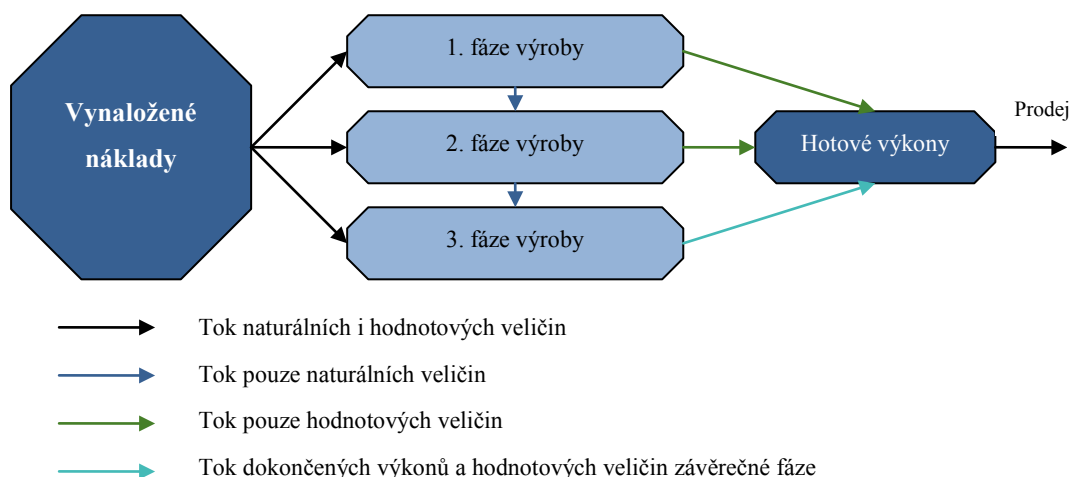 1. fáze výroby
Vynaložené
náklady
2. fáze výroby
3. fáze výroby
Hotové výkony
Prodej
Tok naturálních i hodnotových veličin
Tok pouze naturálních veličin
Tok pouze hodnotových veličin
Tok dokončených výkonů a hodnotových veličin závěrečné fáze